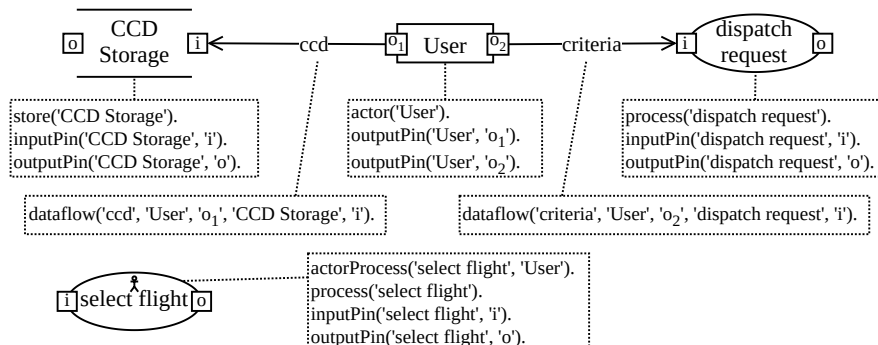 CCD
Storage
o
i
ccd
o₁
User
o₂
criteria
i
dispatch
request
o
store('CCD Storage').
inputPin('CCD Storage', 'i').
outputPin('CCD Storage', 'o').
actor('User').
outputPin('User', 'o₁').
outputPin('User', 'o₂').
process('dispatch request').
inputPin('dispatch request', 'i').
outputPin('dispatch request', 'o').
dataflow('ccd', 'User', 'o₁', 'CCD Storage', 'i').
dataflow('criteria', 'User', 'o₂', 'dispatch request', 'i').
i
select flight
o
actorProcess('select flight', 'User').
process('select flight').
inputPin('select flight', 'i').
outputPin('select flight', 'o').